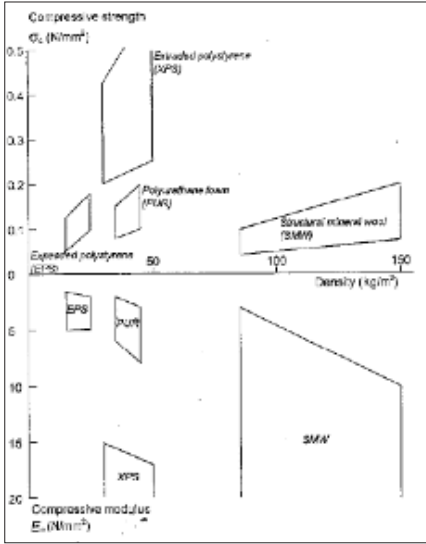 Compressive strength
σc (N/mm²)
0.5
Extruded polystyrene
(XPS)
0.4
0.3
0.2
Polyurethane foam
(PUR)
Structural mineral wool
(SMW)
0.1
Expanded polystyrene
(EPS)
0
50
100
150
Density (kg/m³)
EPS
PUR
5
10
15
SMW
XPS
20
Compressive modulus
(N/mm²)